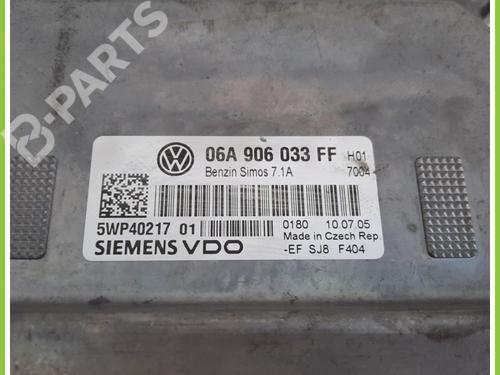 B-PARTS
06A 906 033 FF H01
Benzin Simos 7.1A 7004
5WP40217 01 0180 10.07.05
SIEMENS VDO Made in Czech Rep.
-EF SJ8 F404